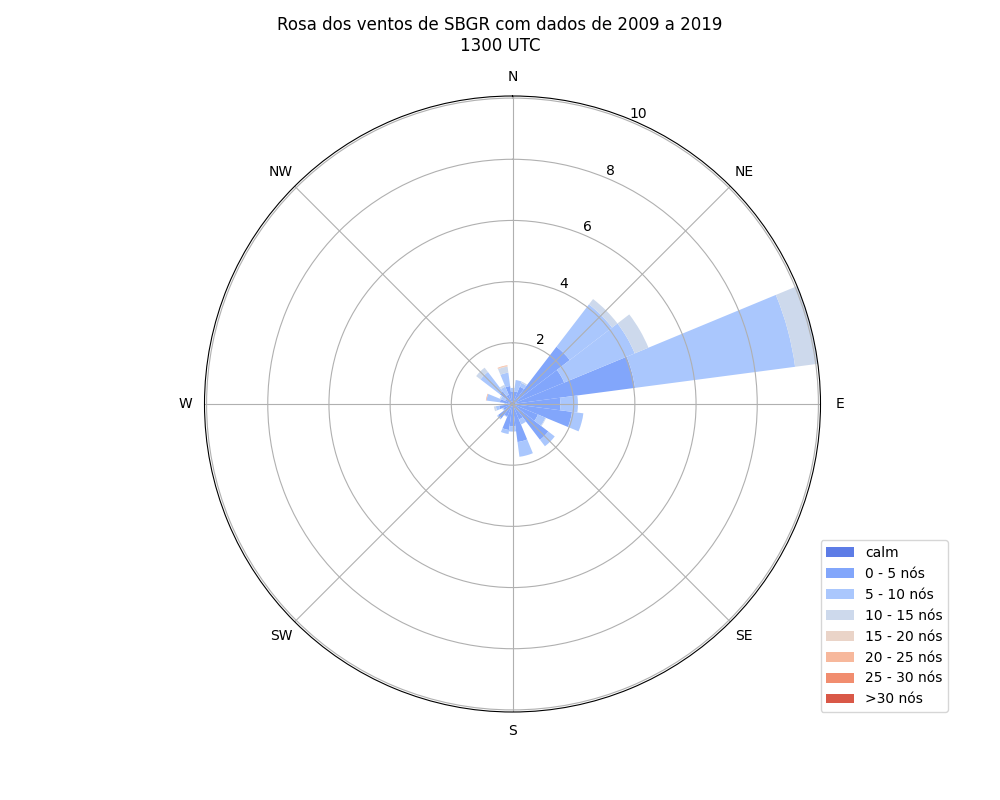 Rosa dos ventos de SBGR com dados de 2009 a 2019
1300 UTC
N
10
NW
NE
8
6
4
2
W
E
calm
0 - 5 nós
5 - 10 nós
10 - 15 nós
15 - 20 nós
20 - 25 nós
25 - 30 nós
>30 nós
SW
SE
S